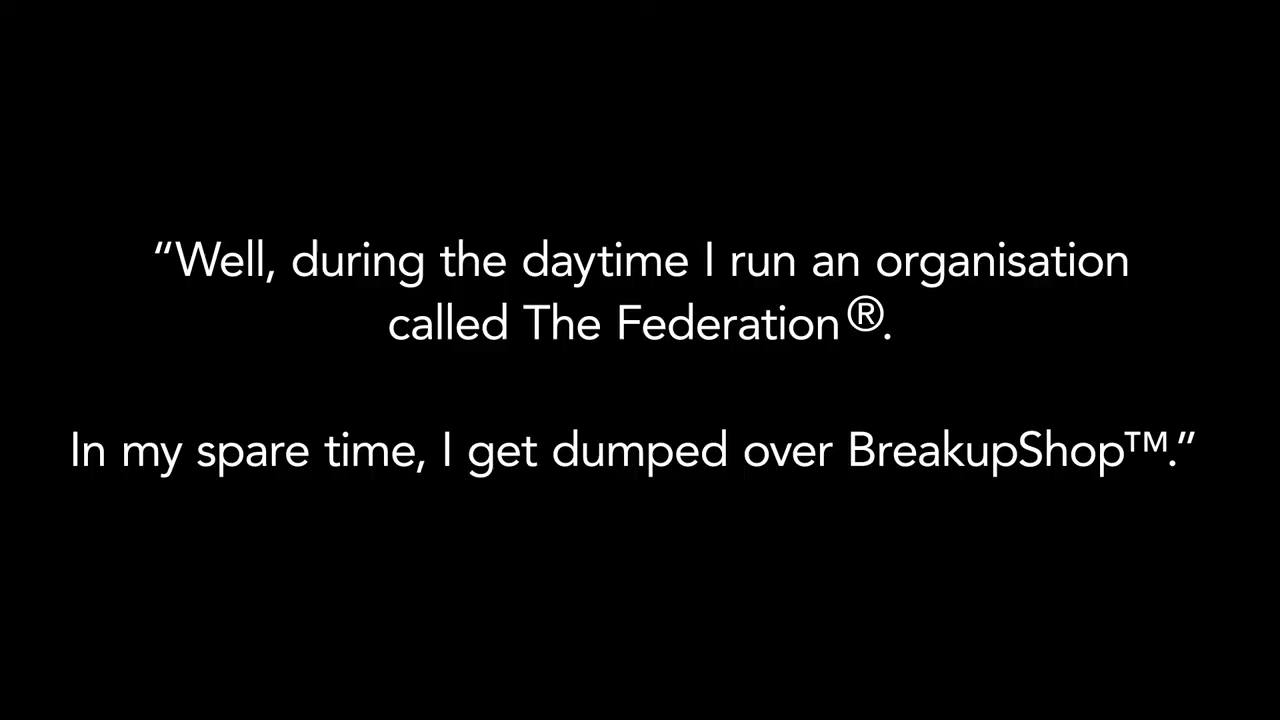 “Well, during the daytime I run an organisation
called The Federation®.
In my spare time, I get dumped over BreakupShop™.”